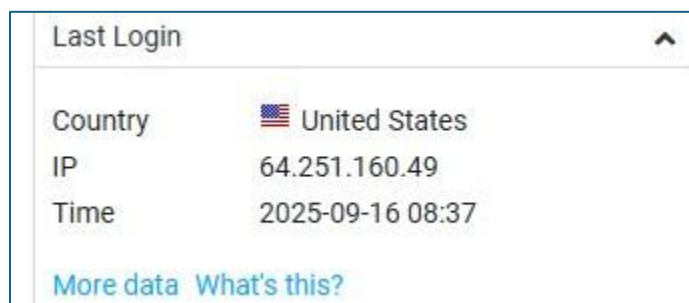 Last Login
Country United States
IP 64.251.160.49
Time 2025-09-16 08:37
More data What's this?